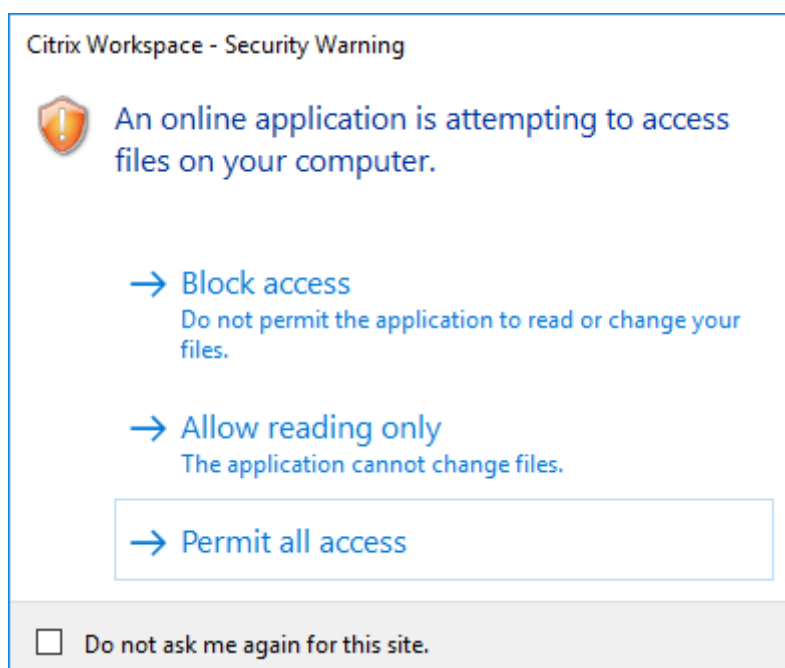 Citrix Workspace - Security Warning
An online application is attempting to access
files on your computer.
Block access
Do not permit the application to read or change your
files.
Allow reading only
The application cannot change files.
Permit all access
Do not ask me again for this site.